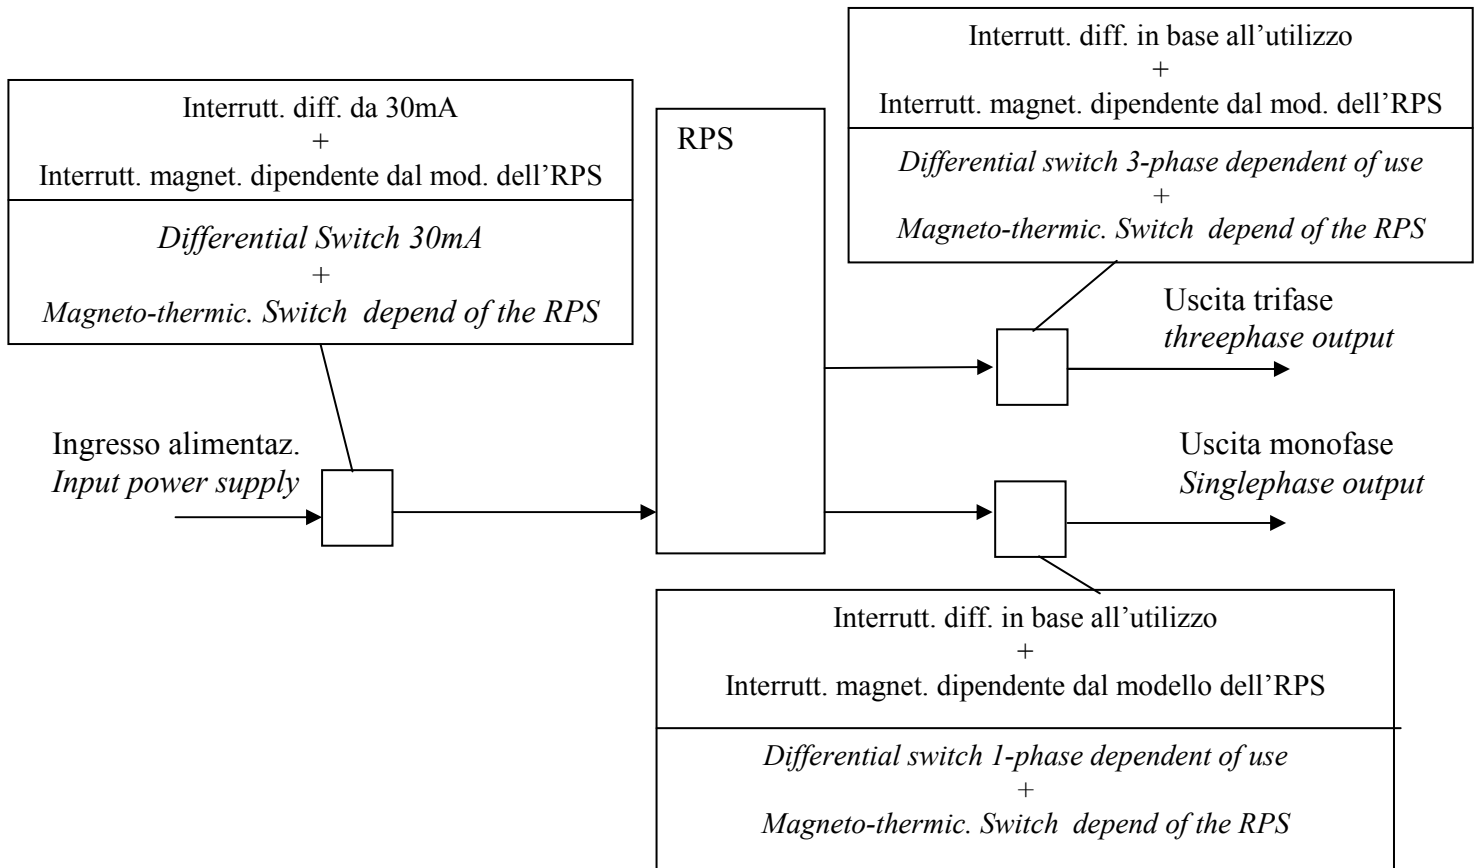 Interrutt. diff. da 30mA
+
Interrutt. magnet. dipendente dal mod. dell’RPS
Differential Switch 30mA
+
Magneto-thermic. Switch depend of the RPS
RPS
Interrutt. diff. in base all’utilizzo
+
Interrutt. magnet. dipendente dal mod. dell’RPS
Differential switch 3-phase dependent of use
+
Magneto-thermic. Switch depend of the RPS
Uscita trifase
threephase output
Ingresso alimentaz.
Input power supply
Uscita monofase
Singlephase output
Interrutt. diff. in base all’utilizzo
+
Interrutt. magnet. dipendente dal modello dell’RPS
Differential switch 1-phase dependent of use
+
Magneto-thermic. Switch depend of the RPS